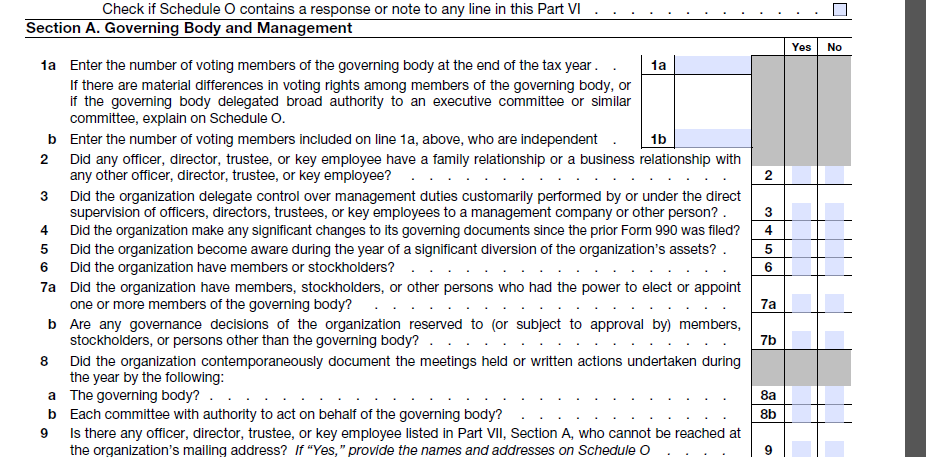 Check if Schedule O contains a response or note to any line in this Part VI . . . . . . . . . . . . .
Section A. Governing Body and Management
Yes No
1a Enter the number of voting members of the governing body at the end of the tax year . . 1a
If there are material differences in voting rights among members of the governing body, or
if the governing body delegated broad authority to an executive committee or similar
committee, explain on Schedule O.
b Enter the number of voting members included on line 1a, above, who are independent . 1b
2 Did any officer, director, trustee, or key employee have a family relationship or a business relationship with
any other officer, director, trustee, or key employee? . . . . . . . . . . . . . . . . . . 2
3 Did the organization delegate control over management duties customarily performed by or under the direct
supervision of officers, directors, trustees, or key employees to a management company or other person? . 3
4 Did the organization make any significant changes to its governing documents since the prior Form 990 was filed? 4
5 Did the organization become aware during the year of a significant diversion of the organization's assets? . 5
6 Did the organization have members or stockholders? . . . . . . . . . . . . . . . . . . 6
7a Did the organization have members, stockholders, or other persons who had the power to elect or appoint
one or more members of the governing body? . . . . . . . . . . . . . . . . . . . . 7a
b Are any governance decisions of the organization reserved to (or subject to approval by) members,
stockholders, or persons other than the governing body? . . . . . . . . . . . . . . . . . 7b
8 Did the organization contemporaneously document the meetings held or written actions undertaken during
the year by the following:
a The governing body? . . . . . . . . . . . . . . . . . . . . . . . . . . . . . 8a
b Each committee with authority to act on behalf of the governing body? . . . . . . . . . . . . 8b
9 Is there any officer, director, trustee, or key employee listed in Part VII, Section A, who cannot be reached at
the organization's mailing address? If "Yes," provide the names and addresses on Schedule O . . . . 9